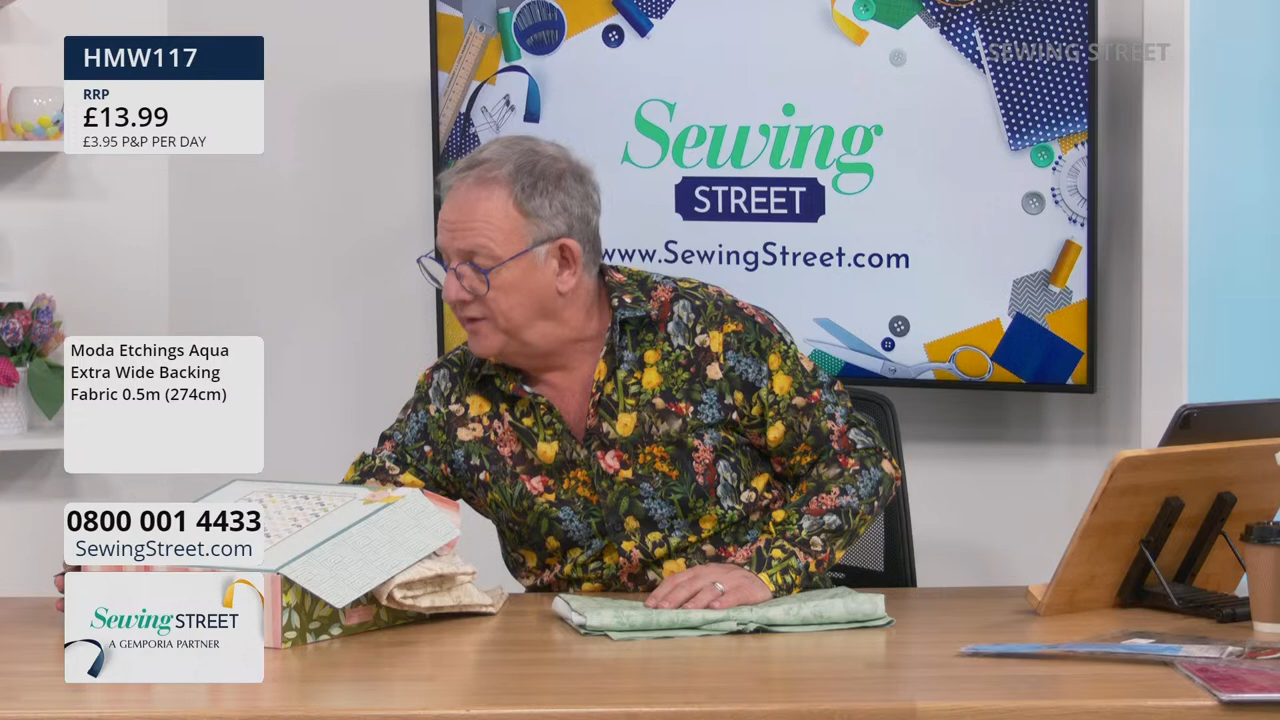 HMW117
RRP
£13.99
£3.95 P&P PER DAY
SEWING STREET
Sewing
STREET
www.SewingStreet.com
Moda Etchings Aqua
Extra Wide Backing
Fabric 0.5m (274cm)
0800 001 4433
SewingStreet.com
Sewing STREET
A GEMPORIA PARTNER